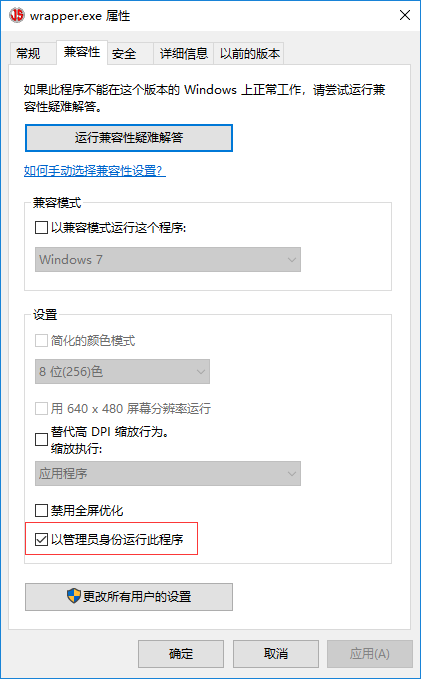 wrapper.exe 属性
常规
兼容性
安全
详细信息
以前的版本
如果此程序不能在这个版本的 Windows 上正常工作，请尝试运行兼
容性疑难解答。
运行兼容性疑难解答
如何手动选择兼容性设置?
兼容模式
以兼容模式运行这个程序:
Windows 7
设置
简化的颜色模式
8 位(256)色
用 640 x 480 屏幕分辨率运行
替代高 DPI 缩放行为。
缩放执行:
应用程序
禁用全屏优化
以管理员身份运行此程序
更改所有用户的设置
确定
取消
应用(A)